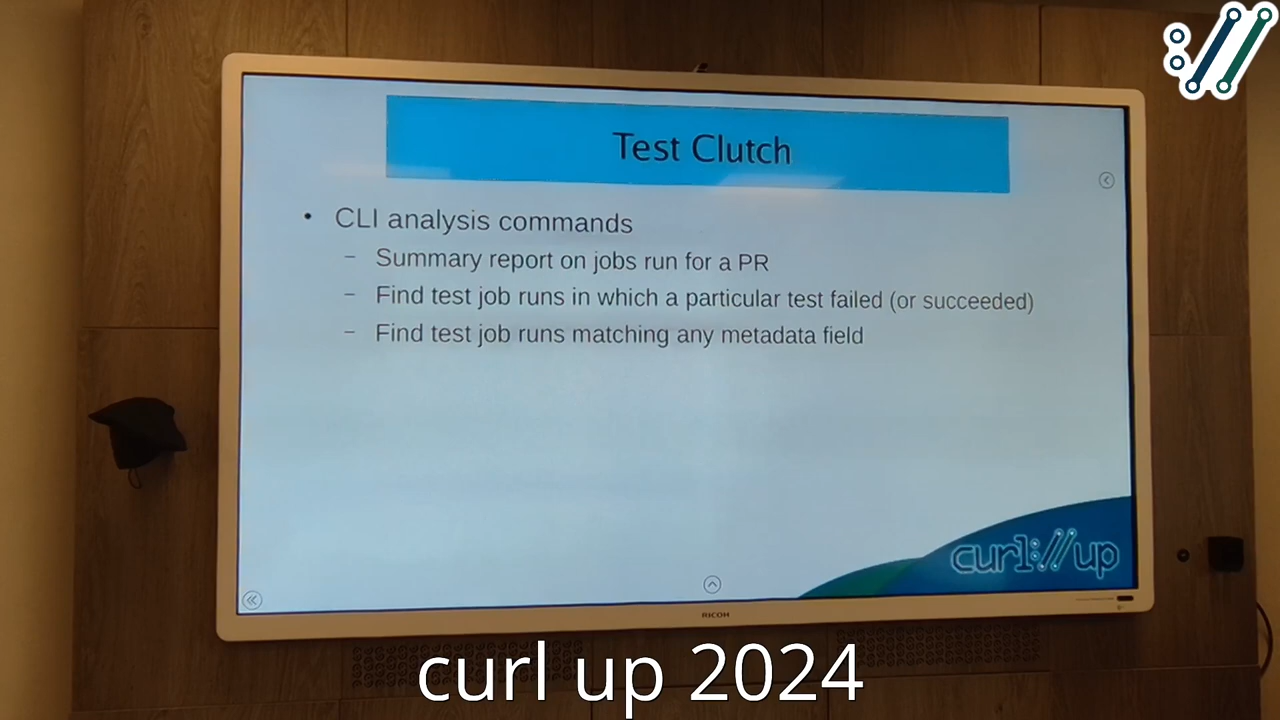 Test Clutch
• CLI analysis commands
– Summary report on jobs run for a PR
– Find test job runs in which a particular test failed (or succeeded)
– Find test job runs matching any metadata field
curl://up
RICOH
curl up 2024